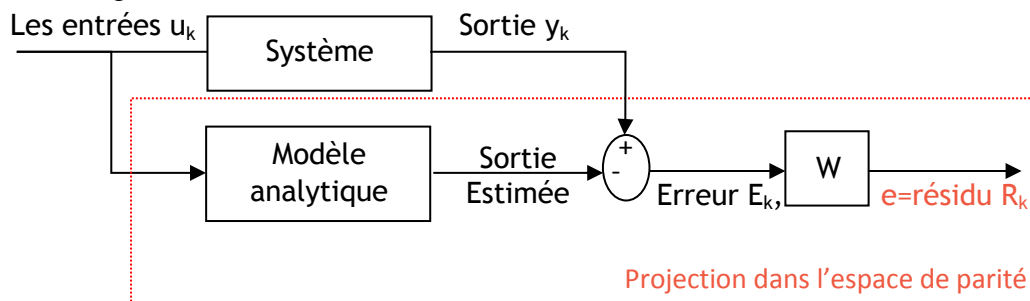 Les entrées uk
Système
Sortie yk
Modèle
analytique
Sortie
Estimée
+
-
Erreur Ek,
W
e=résidu Rk
Projection dans l’espace de parité